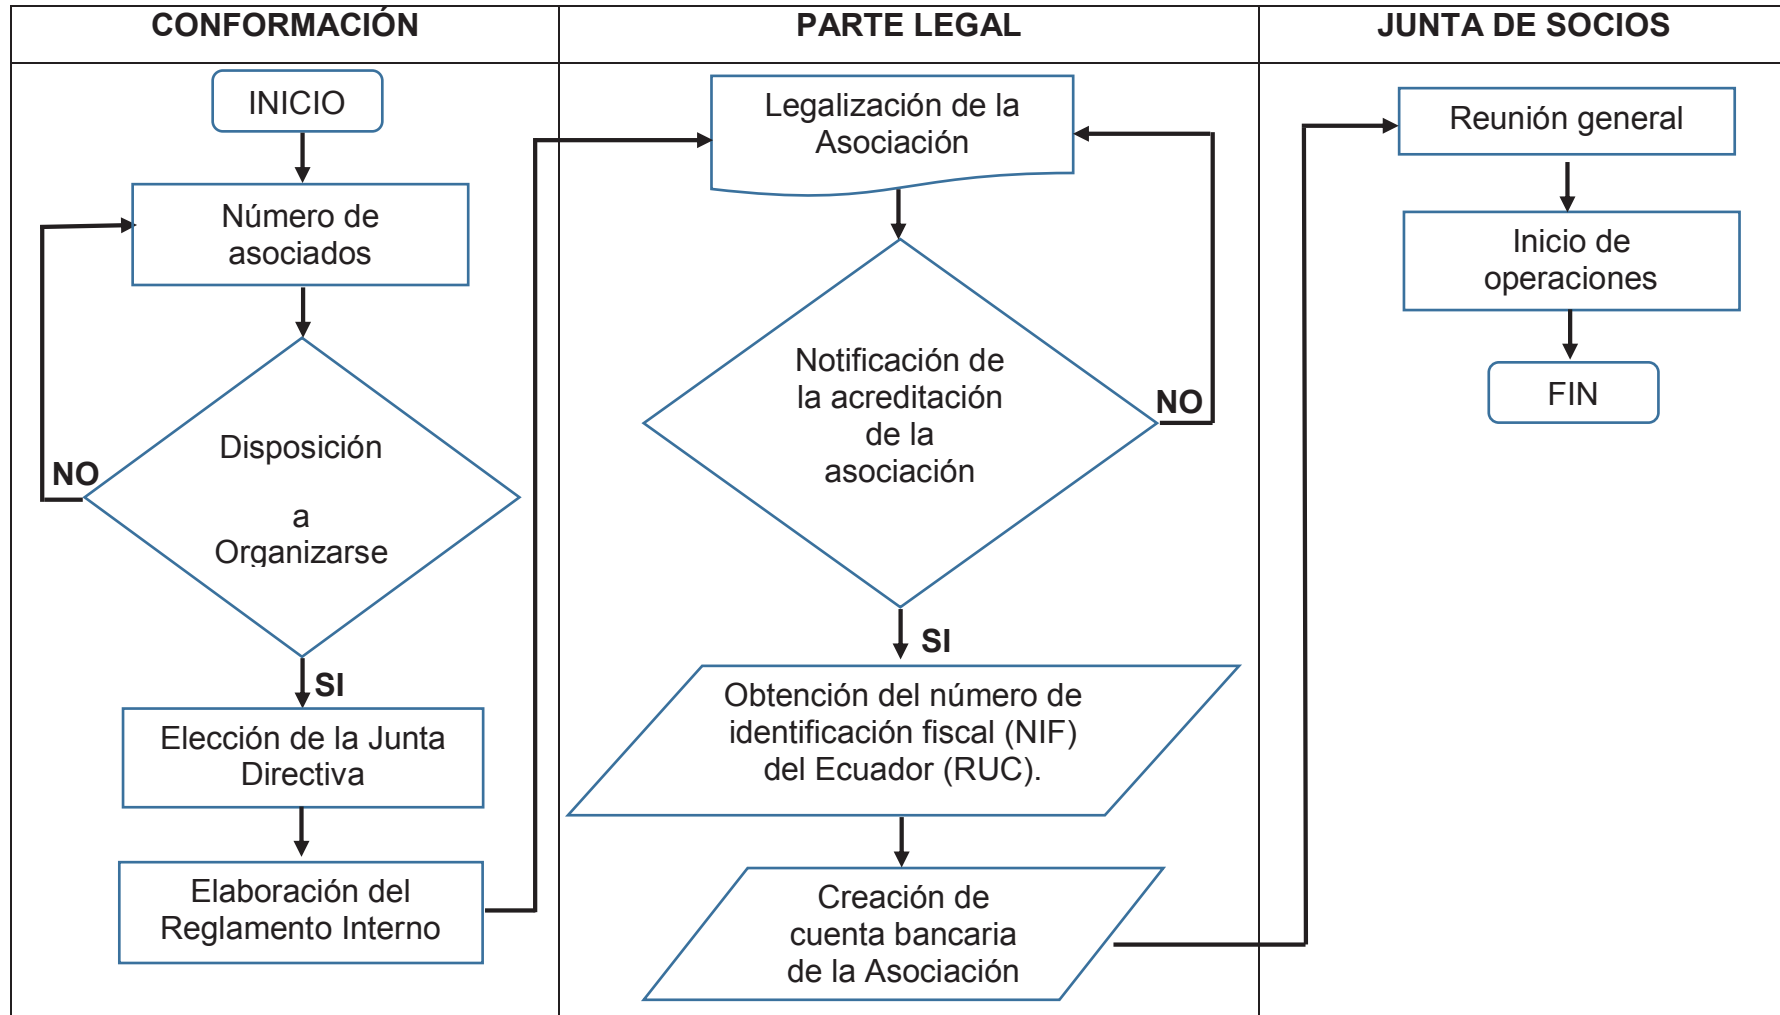 CONFORMACIÓN
PARTE LEGAL
JUNTA DE SOCIOS
INICIO
Número de
asociados
Disposición
a
Organizarse
NO
SI
Elección de la Junta
Directiva
Elaboración del
Reglamento Interno
Legalización de la
Asociación
Notificación de
la acreditación
de la
asociación
NO
SI
Obtención del número de
identificación fiscal (NIF)
del Ecuador (RUC).
Creación de
cuenta bancaria
de la Asociación
Reunión general
Inicio de
operaciones
FIN